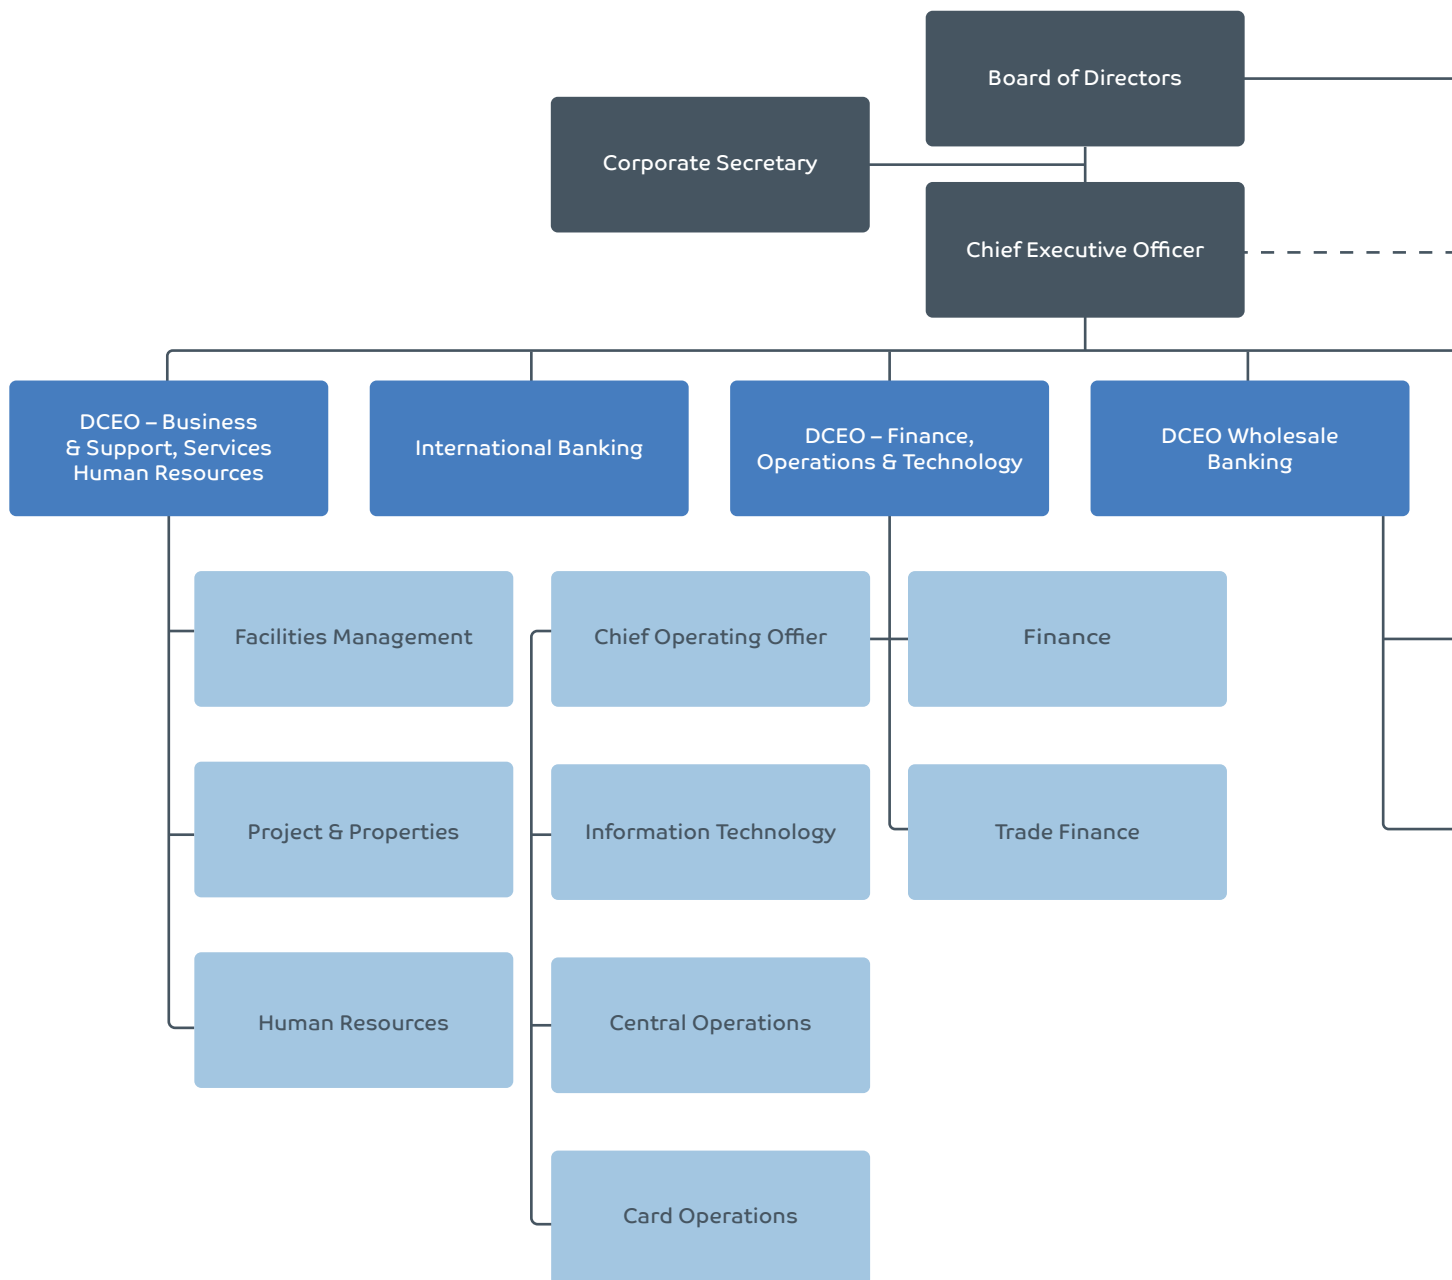 Board of Directors
Corporate Secretary
Chief Executive Officer
DCEO – Business
& Support, Services
Human Resources
International Banking
DCEO – Finance,
Operations & Technology
DCEO Wholesale
Banking
Facilities Management
Chief Operating Offier
Finance
Project & Properties
Information Technology
Trade Finance
Human Resources
Central Operations
Card Operations